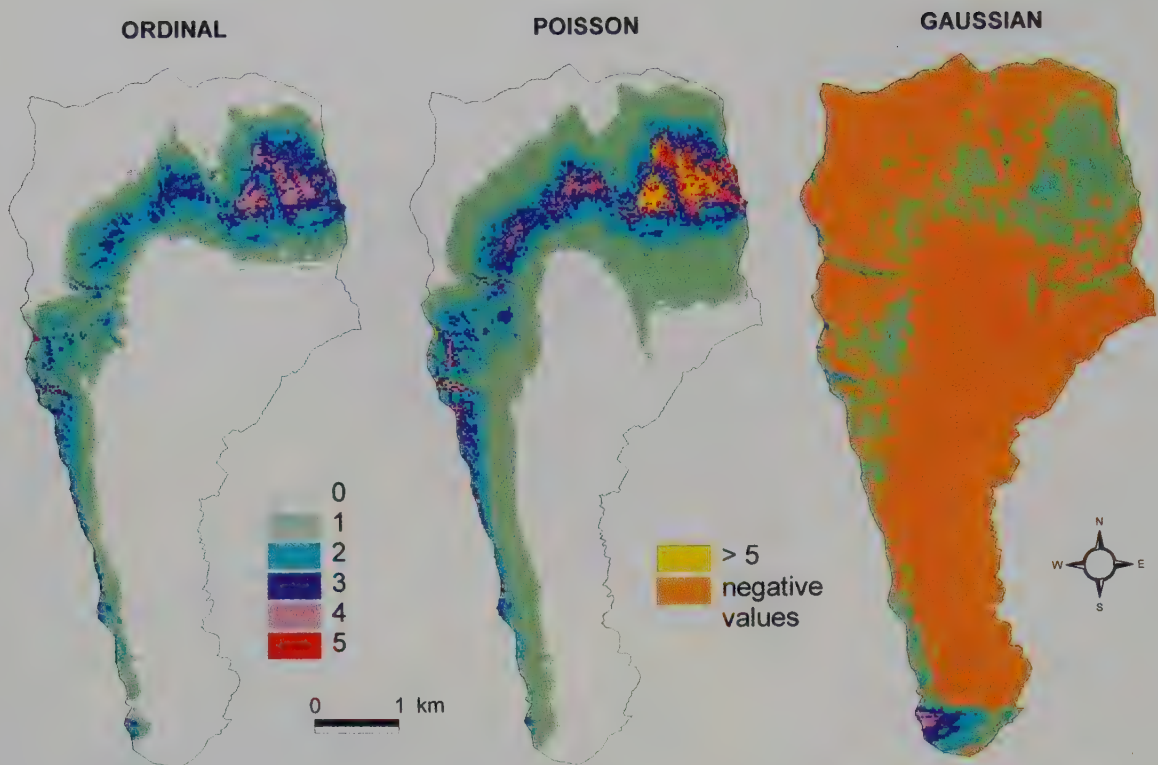 ORDINAL
POISSON
GAUSSIAN
0
1
2
3
4
5
0 1 km
> 5
negative
values
N
W E
S